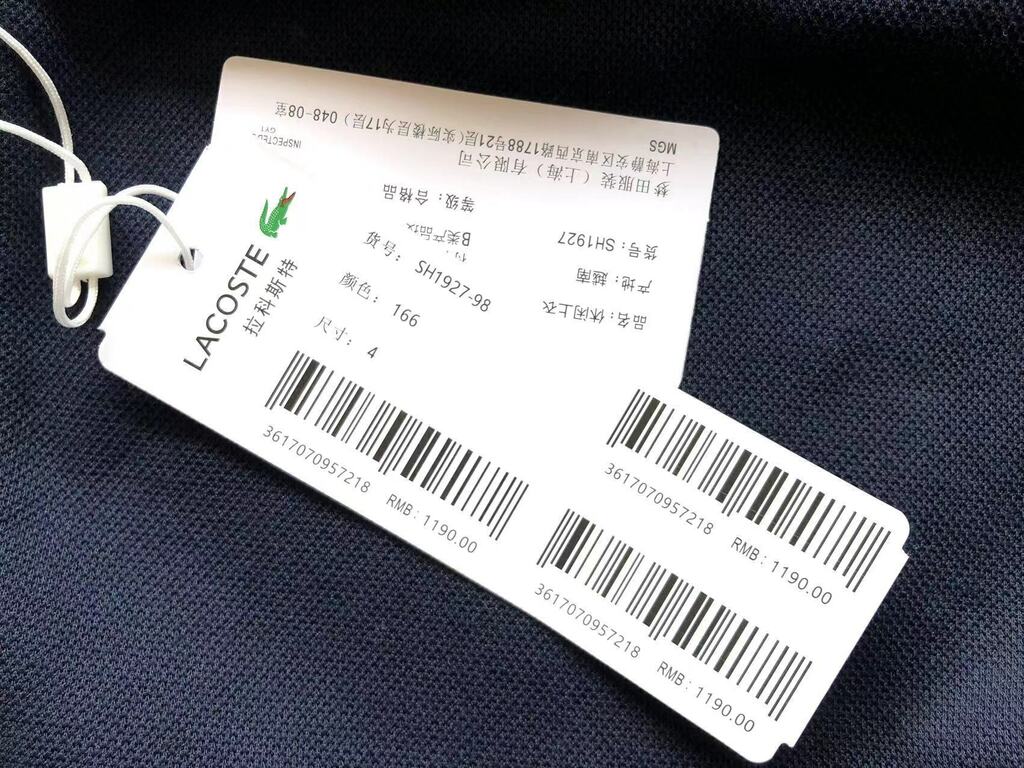 LACOSTE
拉科斯特
货号： SH1927-98
颜色： 166
尺寸： 4
3617070957218 RMB: 1190.00
3617070957218 RMB: 1190.00
3617070957218 RMB: 1190.00
品名:休闲上衣
产地: 越南
货号: SH1927
B类产品
等级: 合格品
梦田服装（上海）有限公司
上海静安区南京西路1788号21层(实际楼层为17层) 048-08室
MGS
INSPECTED
GY1